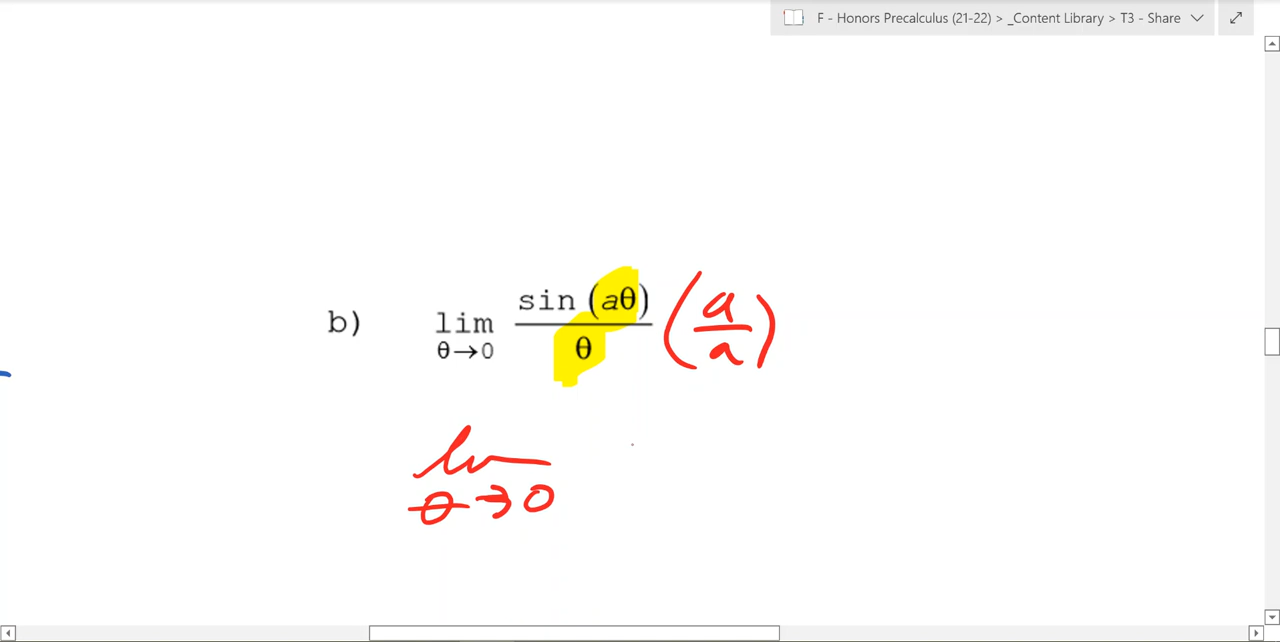 F - Honors Precalculus (21-22) > _Content Library > T3 - Share
b) lim θ→0 sin (aθ) / θ (a/a)
lim
θ→0